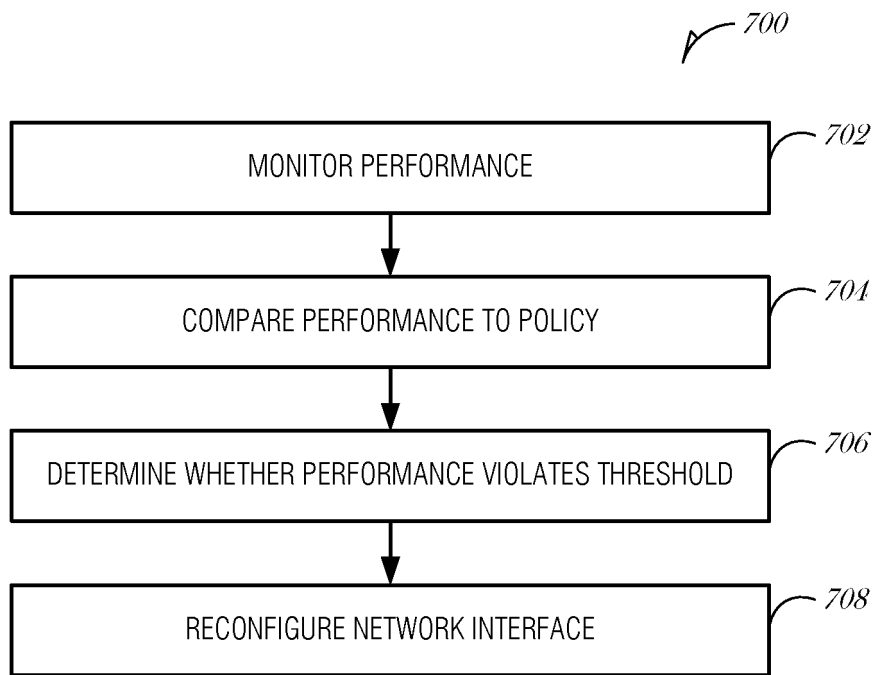 700
MONITOR PERFORMANCE
702
COMPARE PERFORMANCE TO POLICY
704
DETERMINE WHETHER PERFORMANCE VIOLATES THRESHOLD
706
RECONFIGURE NETWORK INTERFACE
708